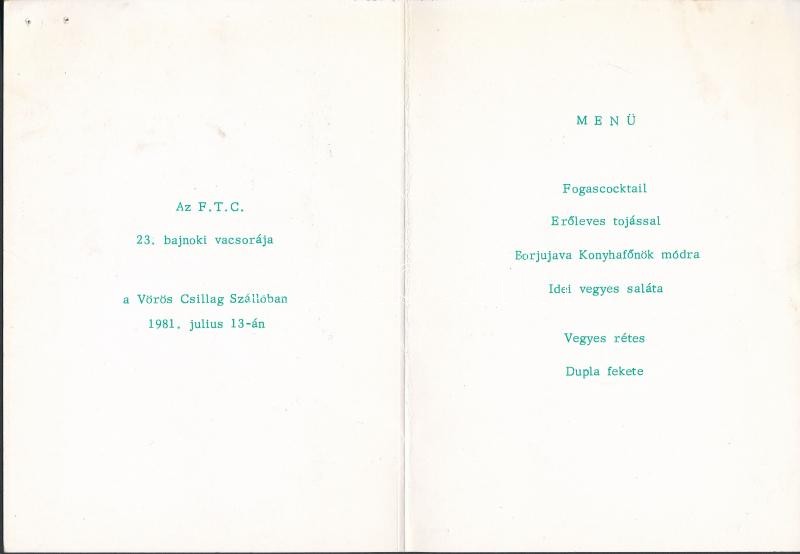 Az F.T.C.
23. bajnoki vacsorája
a Vörös Csillag Szállóban
1981. julius 13-án
MENÜ
Fogascocktail
Erőleves tojással
Borjujava Konyhafőnök módra
Idei vegyes saláta
Vegyes rétes
Dupla fekete